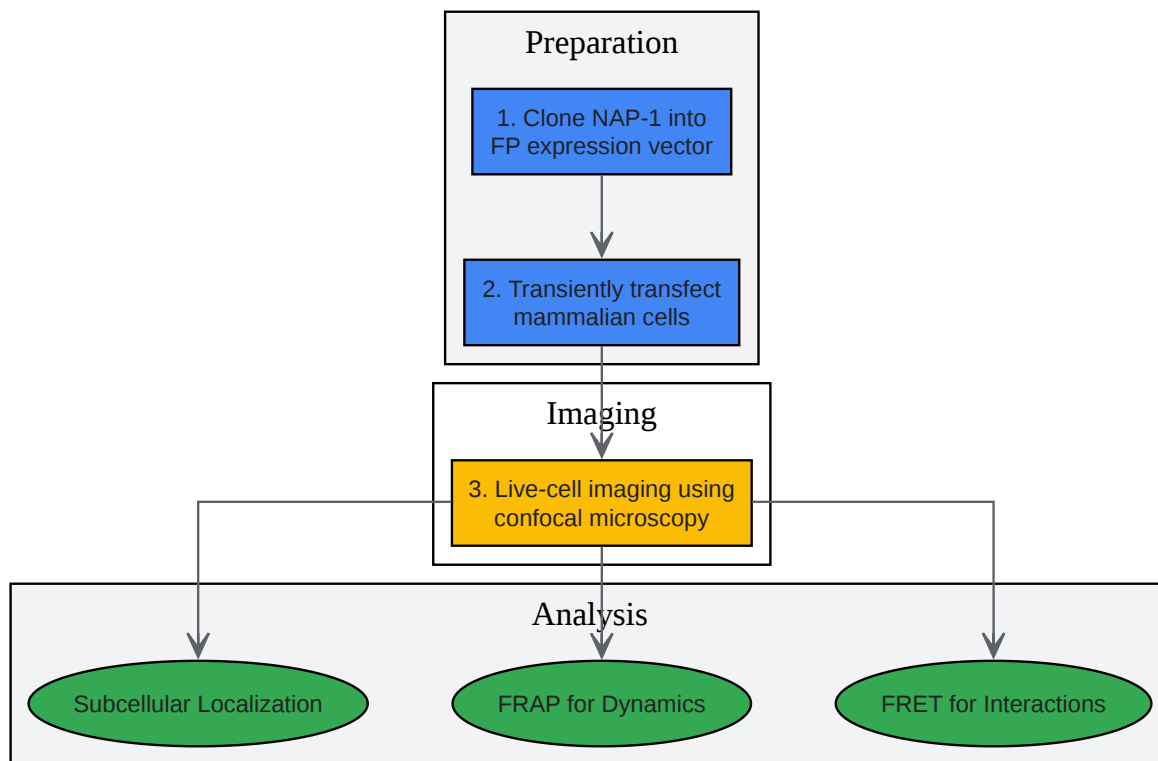 Preparation
1. Clone NAP-1 into
FP expression vector
2. Transiently transfect
mammalian cells
Imaging
3. Live-cell imaging using
confocal microscopy
Analysis
Subcellular Localization
FRAP for Dynamics
FRET for Interactions